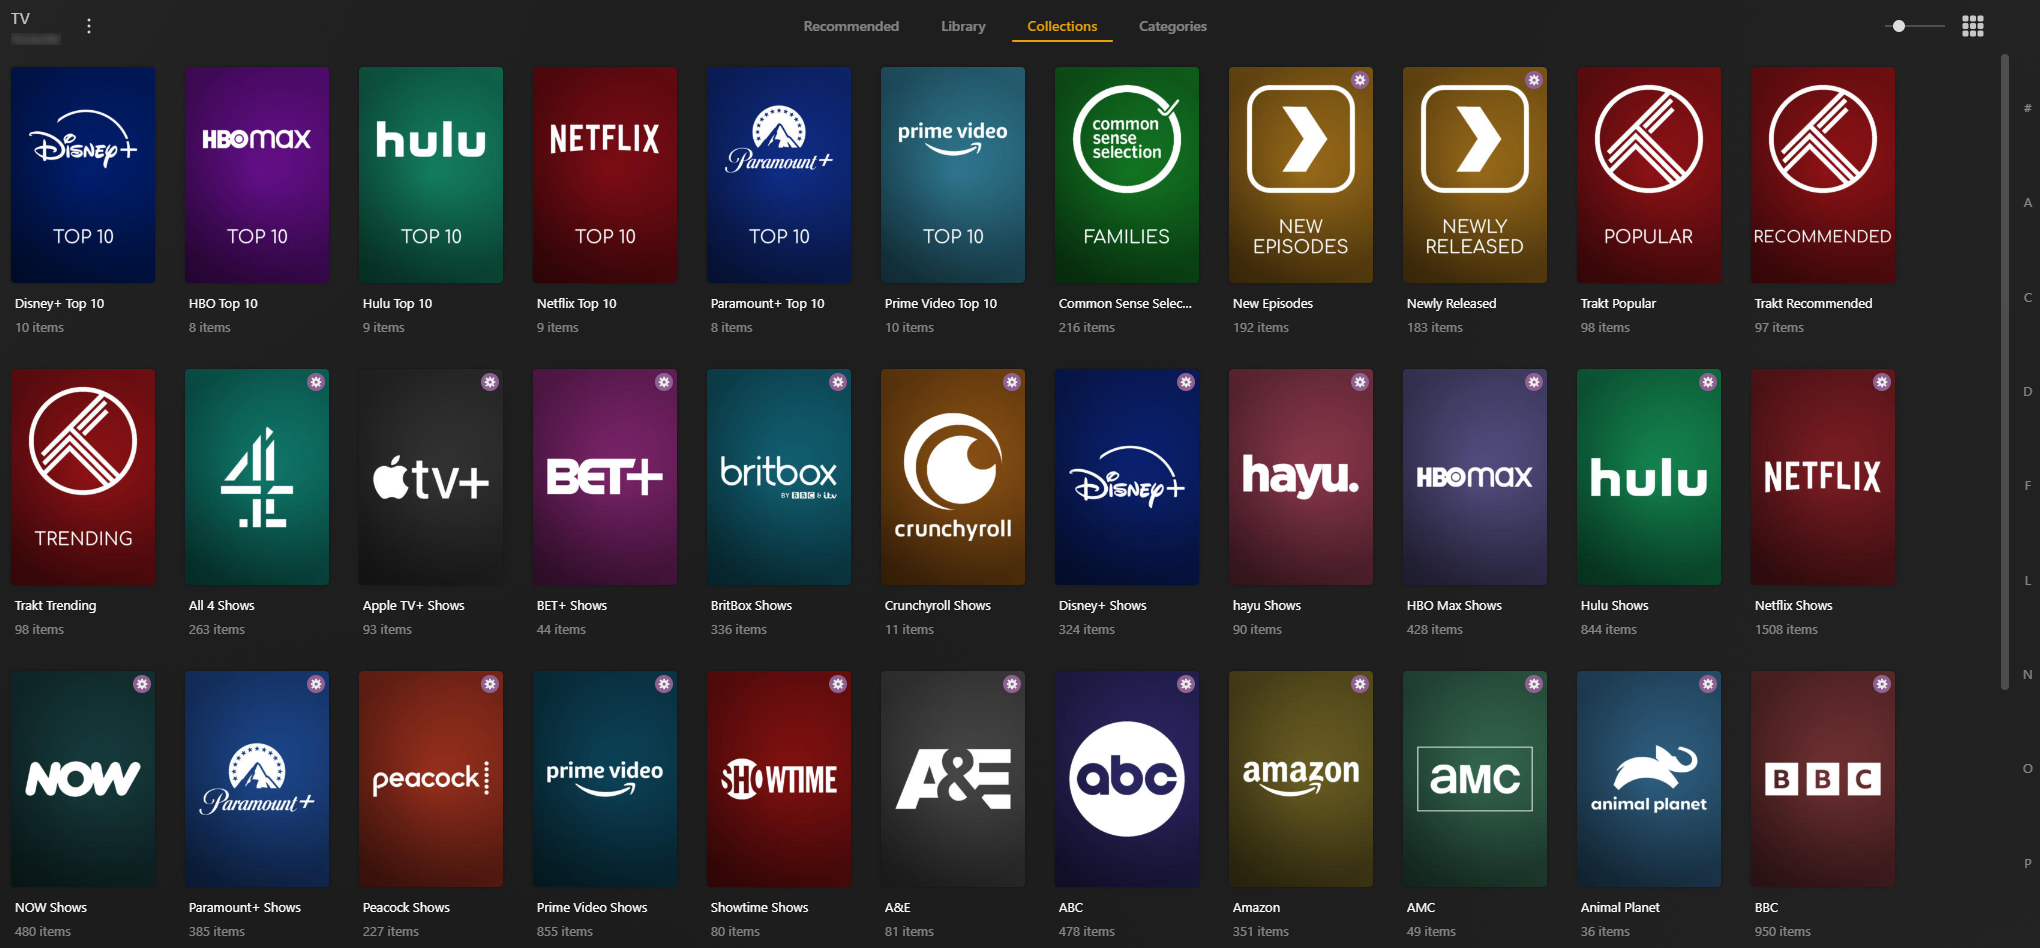 TV
Recommended
Library
Collections
Categories
Disney+
TOP 10
HBOmax
TOP 10
hulu
TOP 10
NETFLIX
TOP 10
Paramount+
TOP 10
prime video
TOP 10
common
sense
selection
FAMILIES
NEW
EPISODES
NEWLY
RELEASED
POPULAR
RECOMMENDED
Disney+ Top 10
10 items
HBO Top 10
8 items
Hulu Top 10
9 items
Netflix Top 10
9 items
Paramount+ Top 10
8 items
Prime Video Top 10
10 items
Common Sense Selec...
216 items
New Episodes
192 items
Newly Released
183 items
Trakt Popular
98 items
Trakt Recommended
97 items
TRENDING
4
tv+
BET+
britbox
BY BBC & itv
crunchyroll
Disney+
hayu.
HBOmax
hulu
NETFLIX
Trakt Trending
98 items
All 4 Shows
263 items
Apple TV+ Shows
93 items
BET+ Shows
44 items
BritBox Shows
336 items
Crunchyroll Shows
11 items
Disney+ Shows
324 items
hayu Shows
90 items
HBO Max Shows
428 items
Hulu Shows
844 items
Netflix Shows
1508 items
NOW
Paramount+
peacock
prime video
SHOWTIME
A&E
abc
amazon
aMC
animal planet
BBC
NOW Shows
480 items
Paramount+ Shows
385 items
Peacock Shows
227 items
Prime Video Shows
855 items
Showtime Shows
80 items
A&E
81 items
ABC
478 items
Amazon
351 items
AMC
49 items
Animal Planet
36 items
BBC
950 items
#
A
C
D
F
L
N
O
P